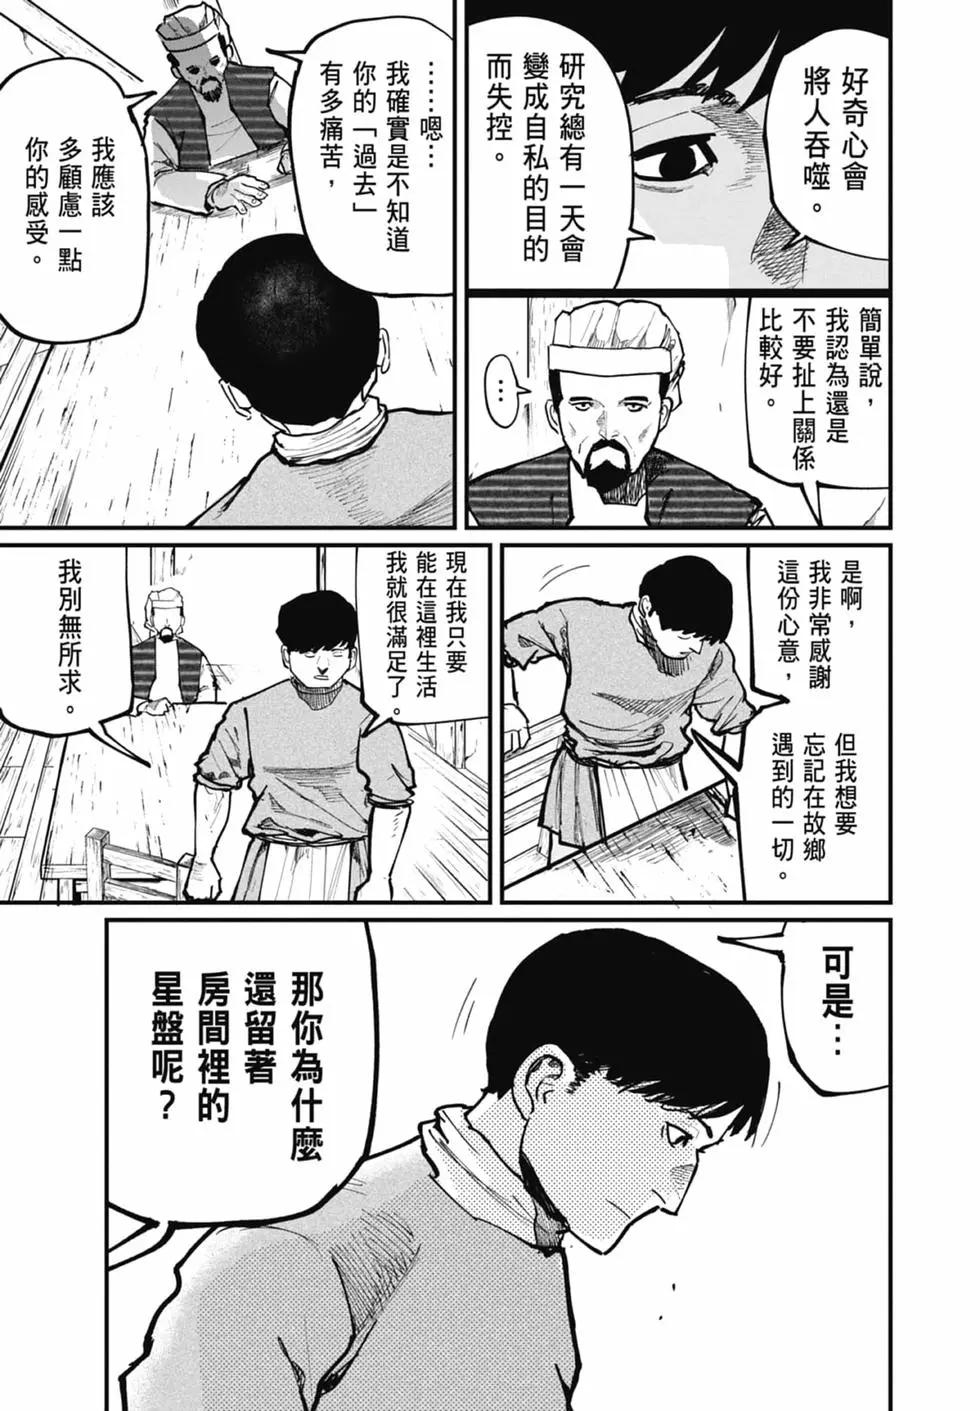 好奇心會
將人吞噬。
研究總有一天會
變成自私的目的
而失控。
簡單說，
我認為還是
不要扯上關係
比較好。
…
………嗯…
我確實是不知道
你的「過去」
有多痛苦，
我應該
多顧慮一點
你的感受。
是啊，
我非常感謝
這份心意，
但我想要
忘記在故鄉
遇到的一切。
現在我只要
能在這裡生活
我就很滿足了。
我別無所求。
可是…
那你為什麼
還留著
房間裡的
星盤呢？